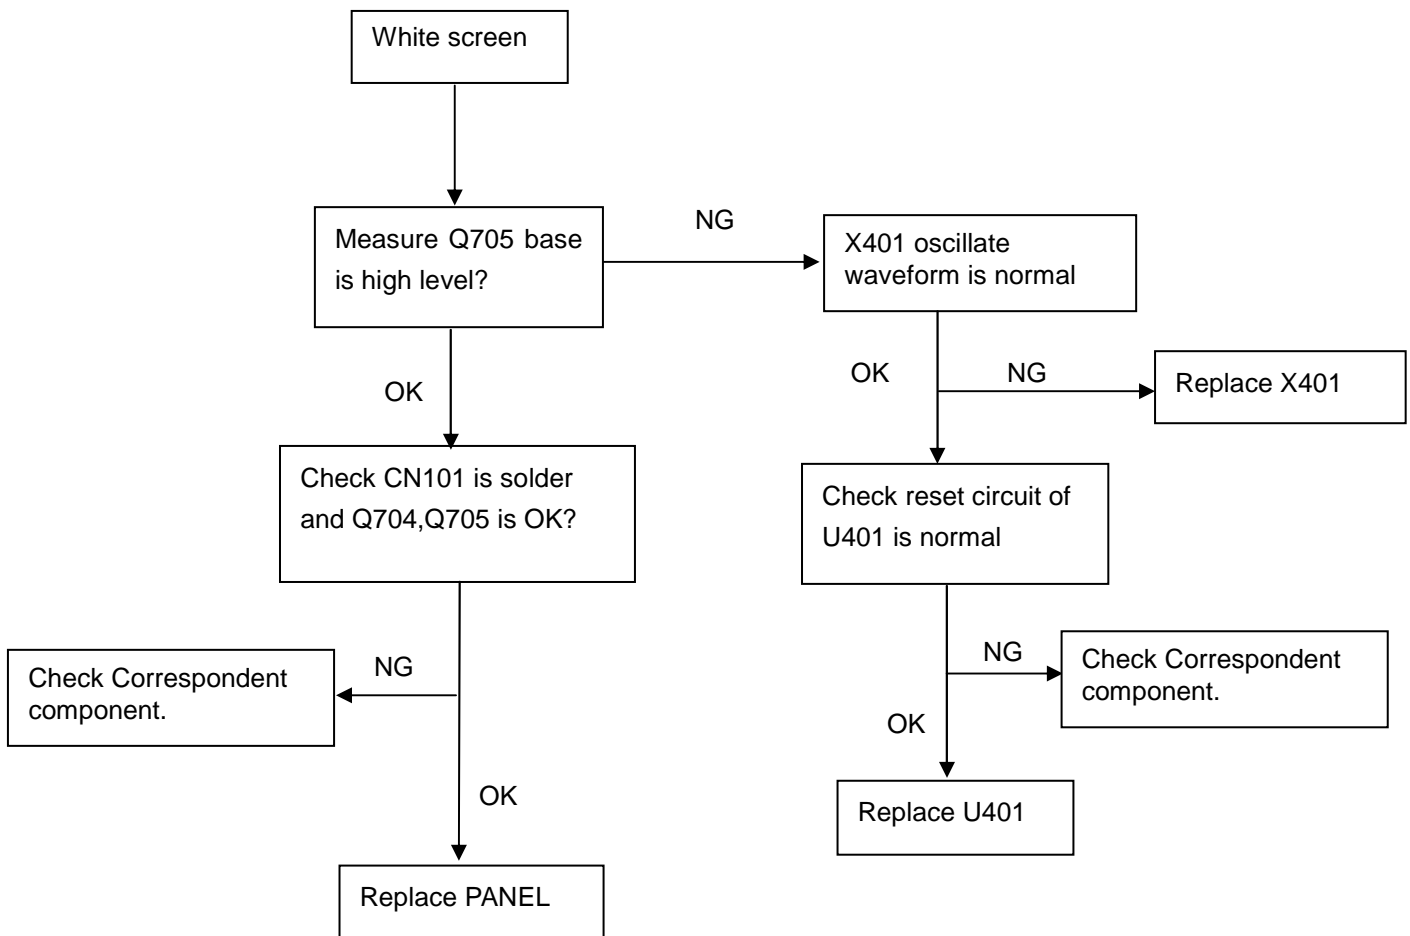 White screen
Measure Q705 base
is high level?
NG
X401 oscillate
waveform is normal
OK
OK
NG
Replace X401
Check CN101 is solder
and Q704,Q705 is OK?
Check reset circuit of
U401 is normal
NG
Check Correspondent
component.
NG
Check Correspondent
component.
OK
OK
Replace U401
Replace PANEL